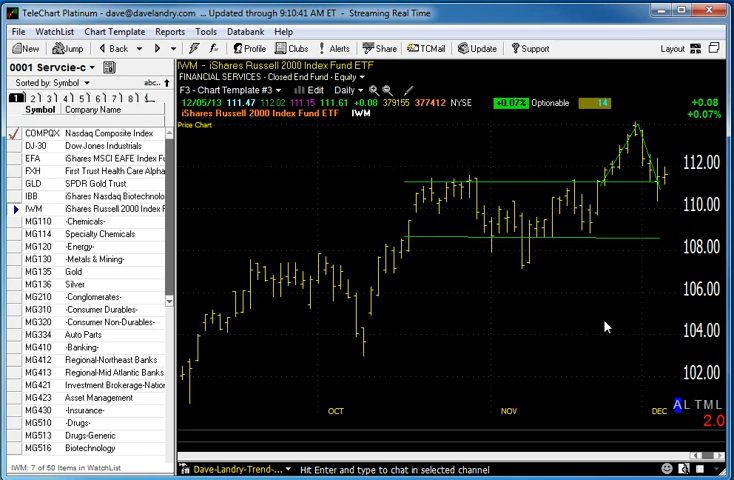 TeleChart Platinum - dave@davelandry.com ... Updated through 9:10:41 AM ET - Streaming Real Time
File Modes Chart Template Reports Tools Databank Help
New Jump Back Profile Clubs Alerts Share TCMail Update Support Layout
0001 Servcie-c
Sorted by: Symbol abc..
1 2 3 4 5 6 7 8
Symbol Company Name
COMPQX Nasdaq Composite Index
DJ-30 Dow Jones Industrials
EFA iShares MSCI EAFE Index Fu
FXH First Trust Health Care Alpha
GLD SPDR Gold Trust
IBB iShares Nasdaq Biotechnolo
IWM iShares Russell 2000 Index F
MG110 -Chemicals-
MG114 Specialty Chemicals
MG120 -Energy-
MG130 -Metals & Mining-
MG135 Gold
MG136 Silver
MG210 -Conglomerates-
MG310 -Consumer Durables-
MG320 -Consumer Non-Durables-
MG334 Auto Parts
MG410 -Banking-
MG412 Regional-Northeast Banks
MG413 Regional-Mid Atlantic Banks
MG421 Investment Brokerage-Nation
MG423 Asset Management
MG430 -Insurance-
MG510 -Drugs-
MG513 Drugs-Generic
MG516 Biotechnology
IWM: 7 of 50 Items in WatchList
IWM - iShares Russell 2000 Index Fund ETF
FINANCIAL SERVICES - Closed End Fund - Equity
F3 - Chart Template #3 Edit Daily
12/05/13 111.47 112.02 111.15 111.61 +0.08 379155 377412 NYSE +0.07% Optionable 14 +0.08
iShares Russell 2000 Index Fund ETF IWM +0.07%
Price Chart
112.00
110.00
108.00
106.00
104.00
102.00
OCT NOV DEC
A L T M L
2.0
Dave-Landry-Trend-... Hit Enter and type to chat in selected channel